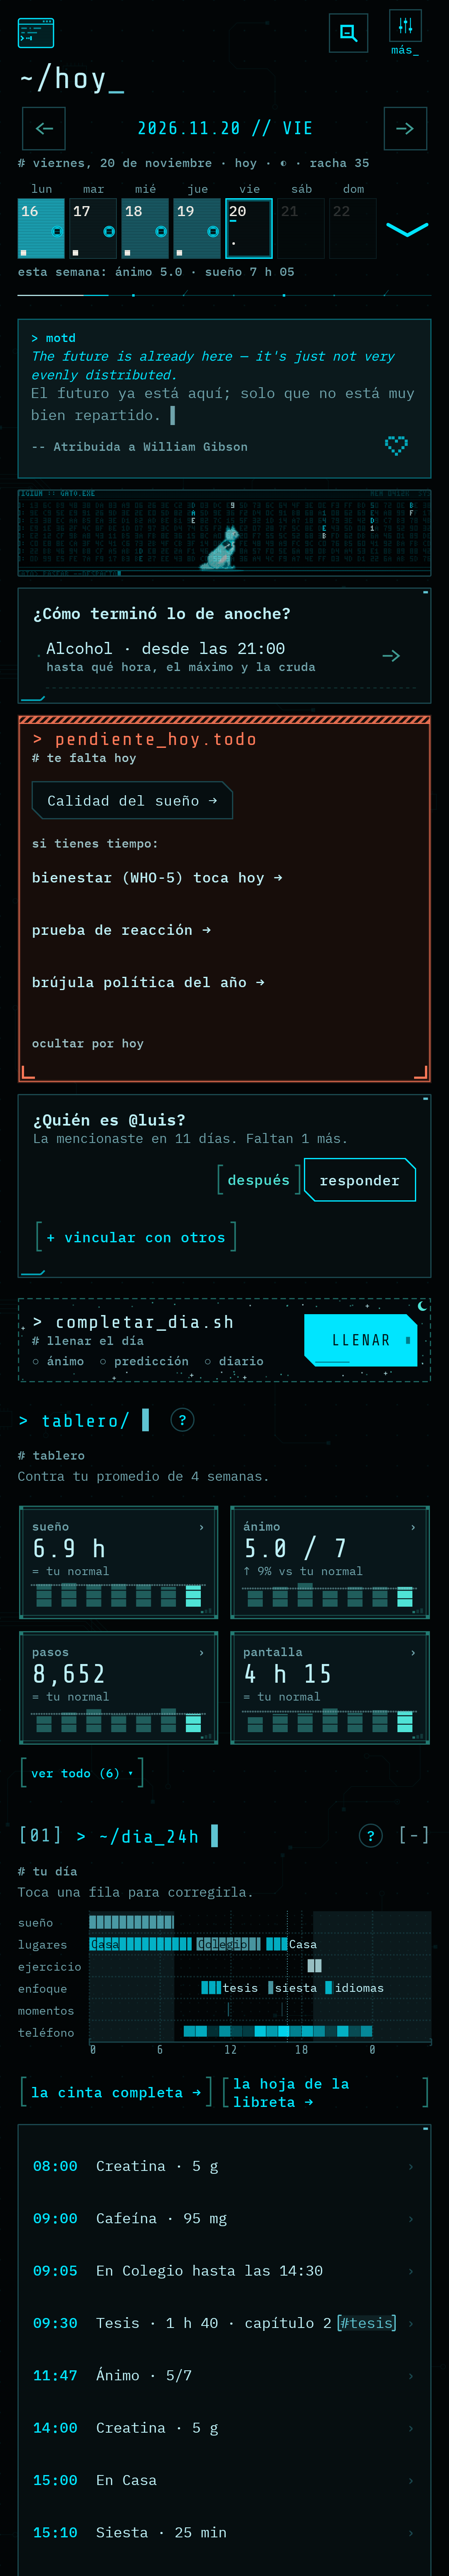 más_
~/hoy_
2026.11.20 // VIE
# viernes, 20 de noviembre · hoy · ◐ · racha 35
lun mar mié jue vie sáb dom
16 17 18 19 20 21 22
esta semana: ánimo 5.0 · sueño 7 h 05
> motd
The future is already here — it's just not very
evenly distributed.
El futuro ya está aquí; solo que no está muy
bien repartido.
-- Atribuida a William Gibson
¿Cómo terminó lo de anoche?
Alcohol · desde las 21:00
hasta qué hora, el máximo y la cruda
> pendiente_hoy.todo
# te falta hoy
Calidad del sueño →
si tienes tiempo:
bienestar (WHO-5) toca hoy →
prueba de reacción →
brújula política del año →
ocultar por hoy
¿Quién es @luis?
La mencionaste en 11 días. Faltan 1 más.
[después] responder
[+ vincular con otros]
> completar_dia.sh
# llenar el día
○ ánimo ○ predicción ○ diario
LLENAR
> tablero/ ?
# tablero
Contra tu promedio de 4 semanas.
sueño ›
6.9 h
= tu normal
ánimo ›
5.0 / 7
↑ 9% vs tu normal
pasos ›
8,652
= tu normal
pantalla ›
4 h 15
= tu normal
[ver todo (6) ▾]
[01] > ~/dia_24h ? [-]
# tu día
Toca una fila para corregirla.
sueño
lugares Casa Colegio Casa
ejercicio
enfoque tesis siesta idiomas
momentos
teléfono
0 6 12 18 0
[la cinta completa →]
[la hoja de la
libreta →]
08:00 Creatina · 5 g ›
09:00 Cafeína · 95 mg ›
09:05 En Colegio hasta las 14:30
09:30 Tesis · 1 h 40 · capítulo 2 [#tesis] ›
11:47 Ánimo · 5/7 ›
14:00 Creatina · 5 g ›
15:00 En Casa ›
15:10 Siesta · 25 min ›